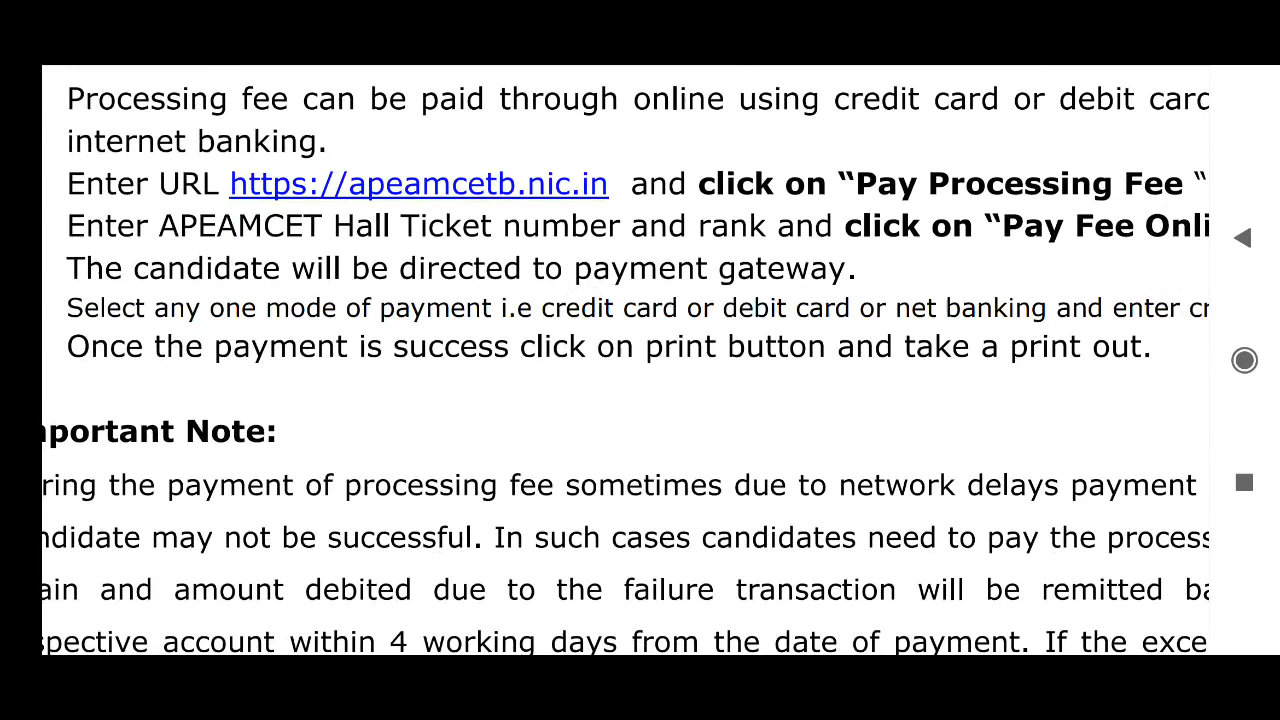 Processing fee can be paid through online using credit card or debit card
internet banking.
Enter URL https://apeamcetb.nic.in and click on “Pay Processing Fee “
Enter APEAMCET Hall Ticket number and rank and click on “Pay Fee Onli
The candidate will be directed to payment gateway.
Select any one mode of payment i.e credit card or debit card or net banking and enter cr
Once the payment is success click on print button and take a print out.
mportant Note:
ring the payment of processing fee sometimes due to network delays payment
ndidate may not be successful. In such cases candidates need to pay the process
ain and amount debited due to the failure transaction will be remitted ba
spective account within 4 working days from the date of payment. If the exce